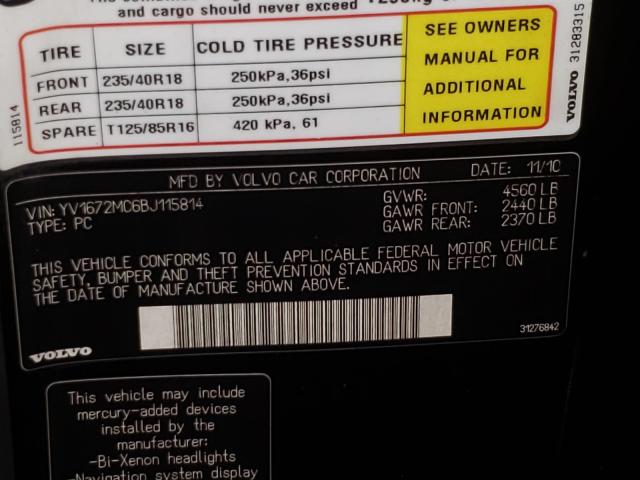 and cargo should never exceed
TIRE SIZE COLD TIRE PRESSURE
FRONT 235/40R18 250kPa,36psi
REAR 235/40R18 250kPa,36psi
SPARE T125/85R16 420 kPa, 61
SEE OWNERS
MANUAL FOR
ADDITIONAL
INFORMATION
115814
VOLVO 31283315
MFD BY VOLVO CAR CORPORATION DATE: 11/10
VIN: YV1672MC6BJ115814
TYPE: PC
GVWR: 4560 LB
GAWR FRONT: 2440 LB
GAWR REAR: 2370 LB
THIS VEHICLE CONFORMS TO ALL APPLICABLE FEDERAL MOTOR VEHICLE
SAFETY, BUMPER AND THEFT PREVENTION STANDARDS IN EFFECT ON
THE DATE OF MANUFACTURE SHOWN ABOVE.
VOLVO
31276842
This vehicle may include
mercury-added devices
installed by the
manufacturer:
-Bi-Xenon headlights
-Navigation system display